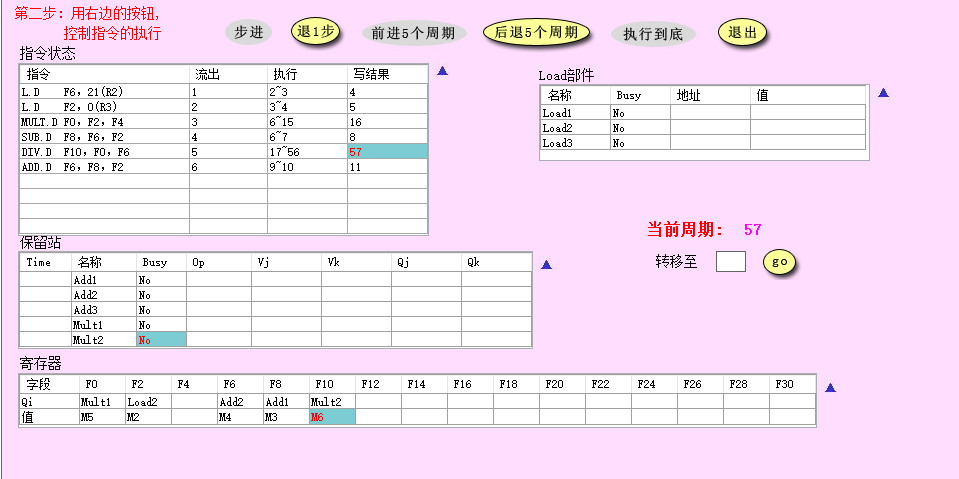 第二步：用右边的按钮，
控制指令的执行
步进 退1步 前进5个周期 后退5个周期 执行到底 退出
指令状态
指令 流出 执行 写结果
L.D F6, 21(R2) 1 2~3 4
L.D F2, 0(R3) 2 3~4 5
MULT.D F0, F2, F4 3 6~15 16
SUB.D F8, F6, F2 4 6~7 8
DIV.D F10, F0, F6 5 17~56 57
ADD.D F6, F8, F2 6 9~10 11
Load部件
名称 Busy 地址 值
Load1 No
Load2 No
Load3 No
当前周期： 57
转移至 go
保留站
Time 名称 Busy Op Vj Vk Qj Qk
Add1 No
Add2 No
Add3 No
Mult1 No
Mult2 No
寄存器
字段 F0 F2 F4 F6 F8 F10 F12 F14 F16 F18 F20 F22 F24 F26 F28 F30
Qi Mult1 Load2 Add2 Add1 Mult2
值 M5 M2 M4 M3 M6